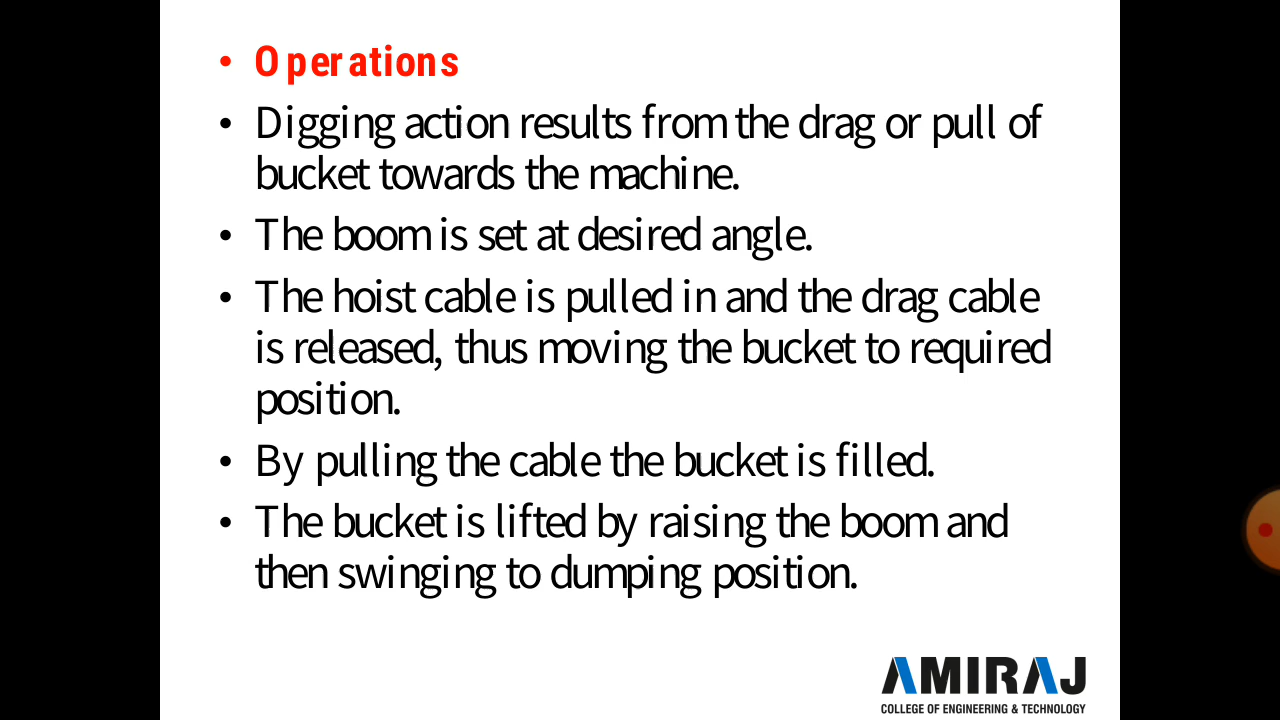 • Operations
• Digging action results from the drag or pull of
bucket towards the machine.
• The boom is set at desired angle.
• The hoist cable is pulled in and the drag cable
is released, thus moving the bucket to required
position.
• By pulling the cable the bucket is filled.
• The bucket is lifted by raising the boom and
then swinging to dumping position.
AMIRAJ
COLLEGE OF ENGINEERING & TECHNOLOGY